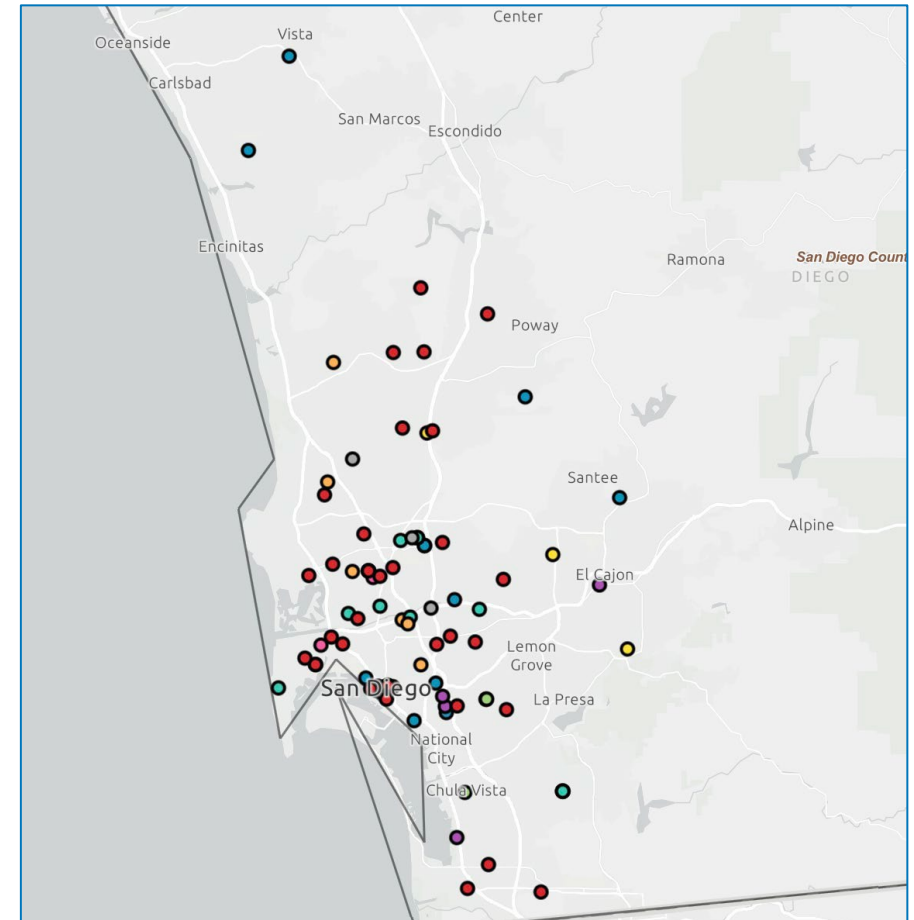 Center
Oceanside
Vista
Carlsbad
San Marcos
Escondido
Encinitas
Ramona
San Diego Coun
DIEGO
Poway
Santee
Alpine
El Cajon
Lemon
Grove
San Diego
La Presa
National
City
Chula Vista